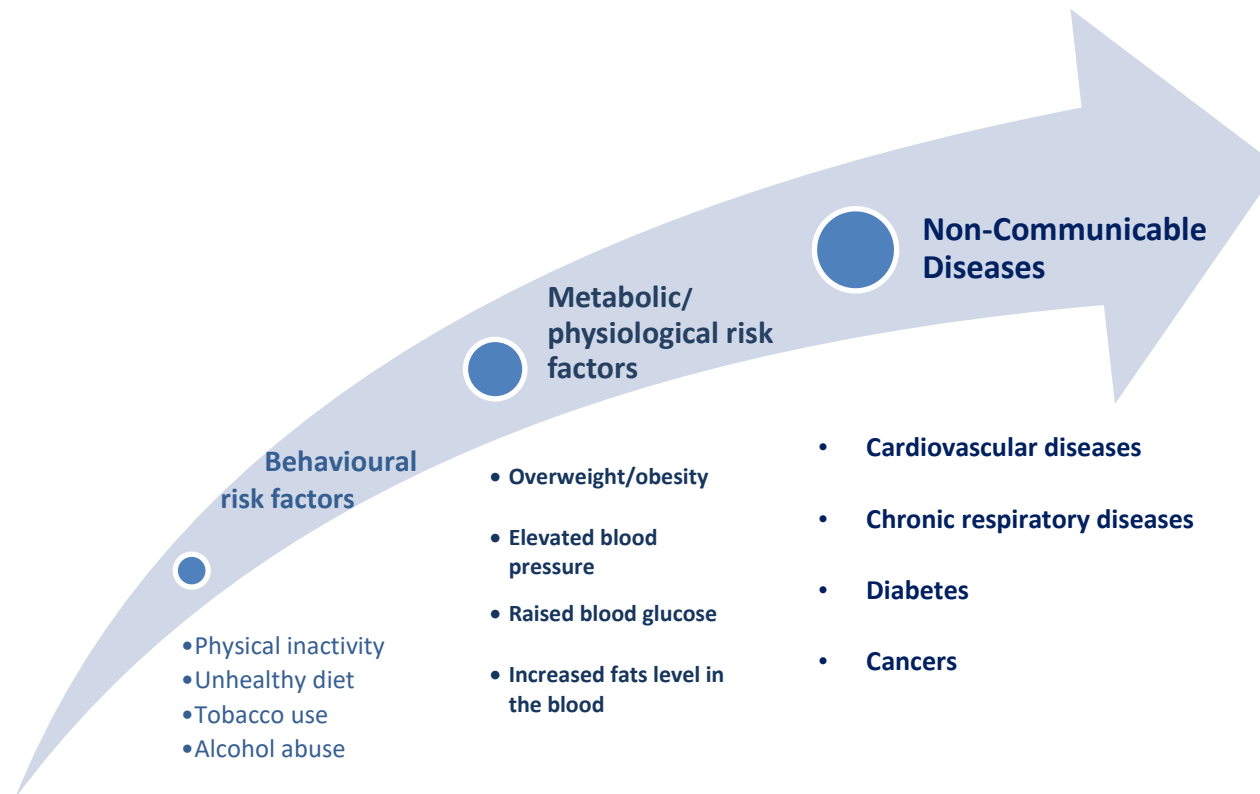 Behavioural
risk factors
•Physical inactivity
•Unhealthy diet
•Tobacco use
•Alcohol abuse
Metabolic/
physiological risk
factors
• Overweight/obesity
• Elevated blood
pressure
• Raised blood glucose
• Increased fats level in
the blood
Non-Communicable
Diseases
• Cardiovascular diseases
• Chronic respiratory diseases
• Diabetes
• Cancers